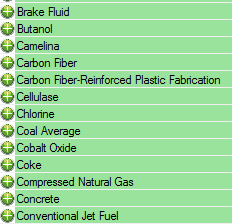 Brake Fluid
Butanol
Camelina
Carbon Fiber
Carbon Fiber-Reinforced Plastic Fabrication
Cellulase
Chlorine
Coal Average
Cobalt Oxide
Coke
Compressed Natural Gas
Concrete
Conventional Jet Fuel